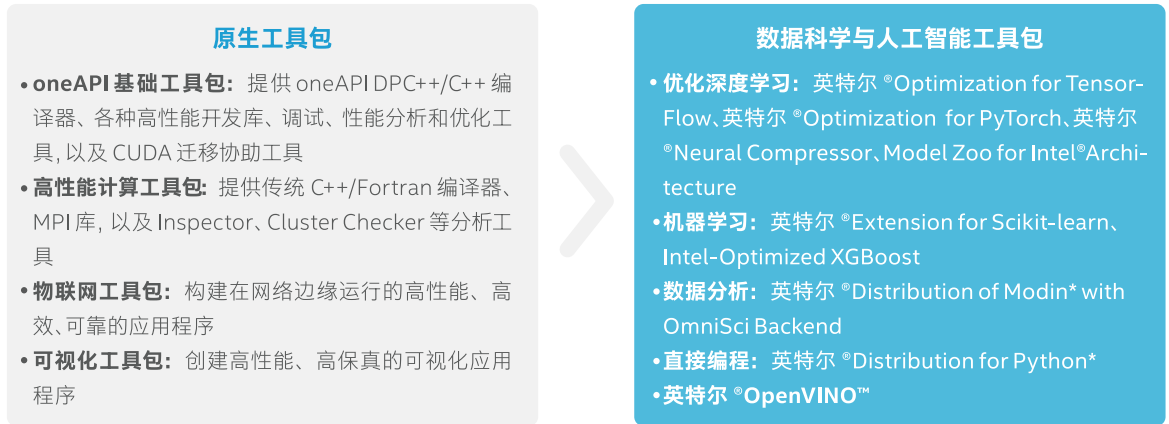 原生工具包
• oneAPI 基础工具包: 提供 oneAPI DPC++/C++ 编
译器、各种高性能开发库、调试、性能分析和优化工
具, 以及 CUDA 迁移协助工具
• 高性能计算工具包: 提供传统 C++/Fortran 编译器、
MPI 库, 以及 Inspector、Cluster Checker 等分析工
具
• 物联网工具包: 构建在网络边缘运行的高性能、高
效、可靠的应用程序
• 可视化工具包: 创建高性能、高保真的可视化应用
程序
数据科学与人工智能工具包
• 优化深度学习: 英特尔 ®Optimization for Tensor-
Flow、英特尔 ®Optimization for PyTorch、英特尔
®Neural Compressor、Model Zoo for Intel®Archi-
tecture
• 机器学习: 英特尔 ®Extension for Scikit-learn、
Intel-Optimized XGBoost
• 数据分析: 英特尔 ®Distribution of Modin* with
OmniSci Backend
• 直接编程: 英特尔 ®Distribution for Python*
• 英特尔 ®OpenVINO™